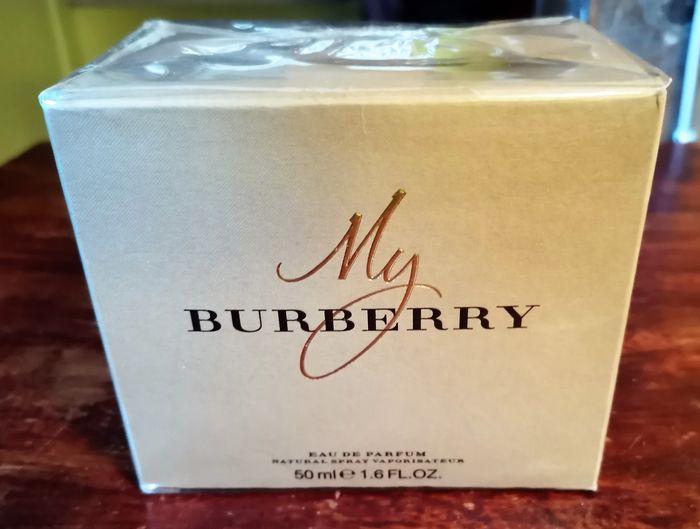 My
BURBERRY
EAU DE PARFUM
NATURAL SPRAY VAPORISATEUR
50 ml e 1.6 FL.OZ.